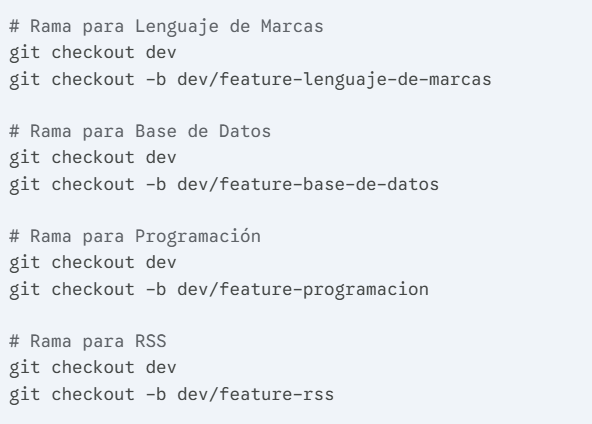 # Rama para Lenguaje de Marcas
git checkout dev
git checkout -b dev/feature-lenguaje-de-marcas

# Rama para Base de Datos
git checkout dev
git checkout -b dev/feature-base-de-datos

# Rama para Programación
git checkout dev
git checkout -b dev/feature-programacion

# Rama para RSS
git checkout dev
git checkout -b dev/feature-rss